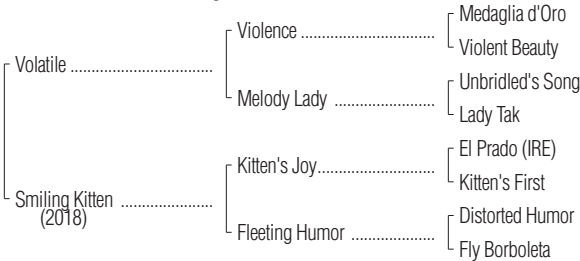 Medaglia d'Oro
Violence ..............................
Violent Beauty
Volatile ................................
Unbridled's Song
Melody Lady ......................
Lady Tak
El Prado (IRE)
Kitten's Joy..........................
Kitten's First
Smiling Kitten .....................
(2018)
Distorted Humor
Fleeting Humor ...................
Fly Borboleta